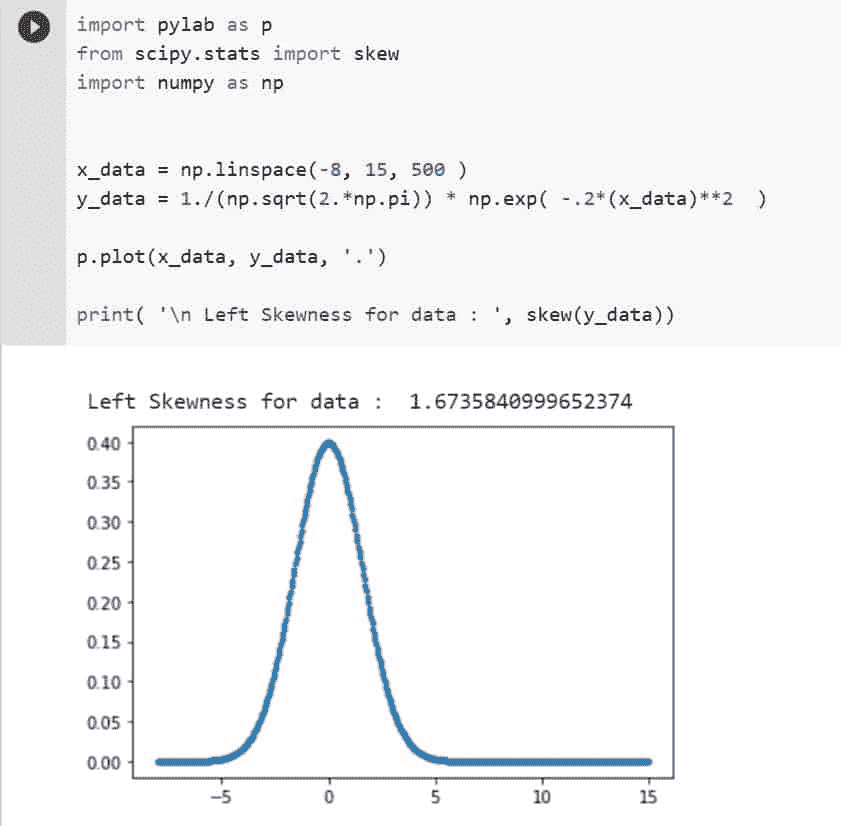 import pylab as p
from scipy.stats import skew
import numpy as np
x_data = np.linspace(-8, 15, 500 )
y_data = 1./(np.sqrt(2.*np.pi)) * np.exp( -.2*(x_data)**2  )
p.plot(x_data, y_data, '.')
print( '\n Left Skewness for data : ', skew(y_data))
Left Skewness for data :  1.6735840999652374
0.40
0.35
0.30
0.25
0.20
0.15
0.10
0.05
0.00
−5 0 5 10 15